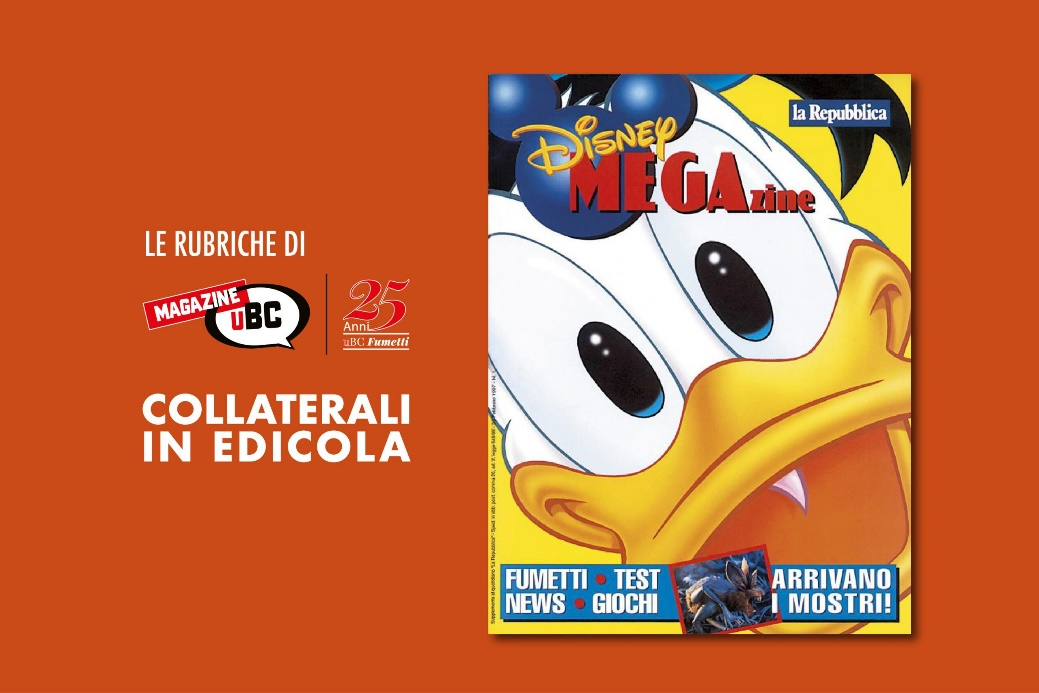 LE RUBRICHE DI
MAGAZINE
uBC
25
Anni
uBC Fumetti
COLLATERALI
IN EDICOLA
la Repubblica
DISNEY
MEGAzine
FUMETTI • TEST
NEWS • GIOCHI
ARRIVANO
I MOSTRI!